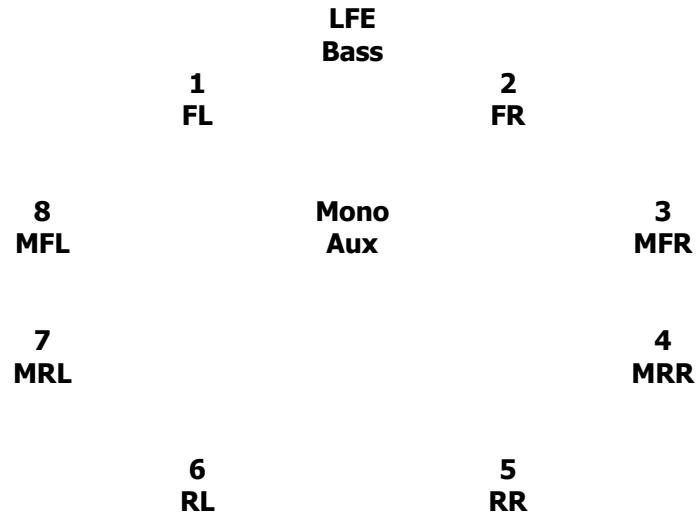 LFE
Bass
1 2
FL FR
8 Mono 3
MFL Aux MFR
7 4
MRL MRR
6 5
RL RR